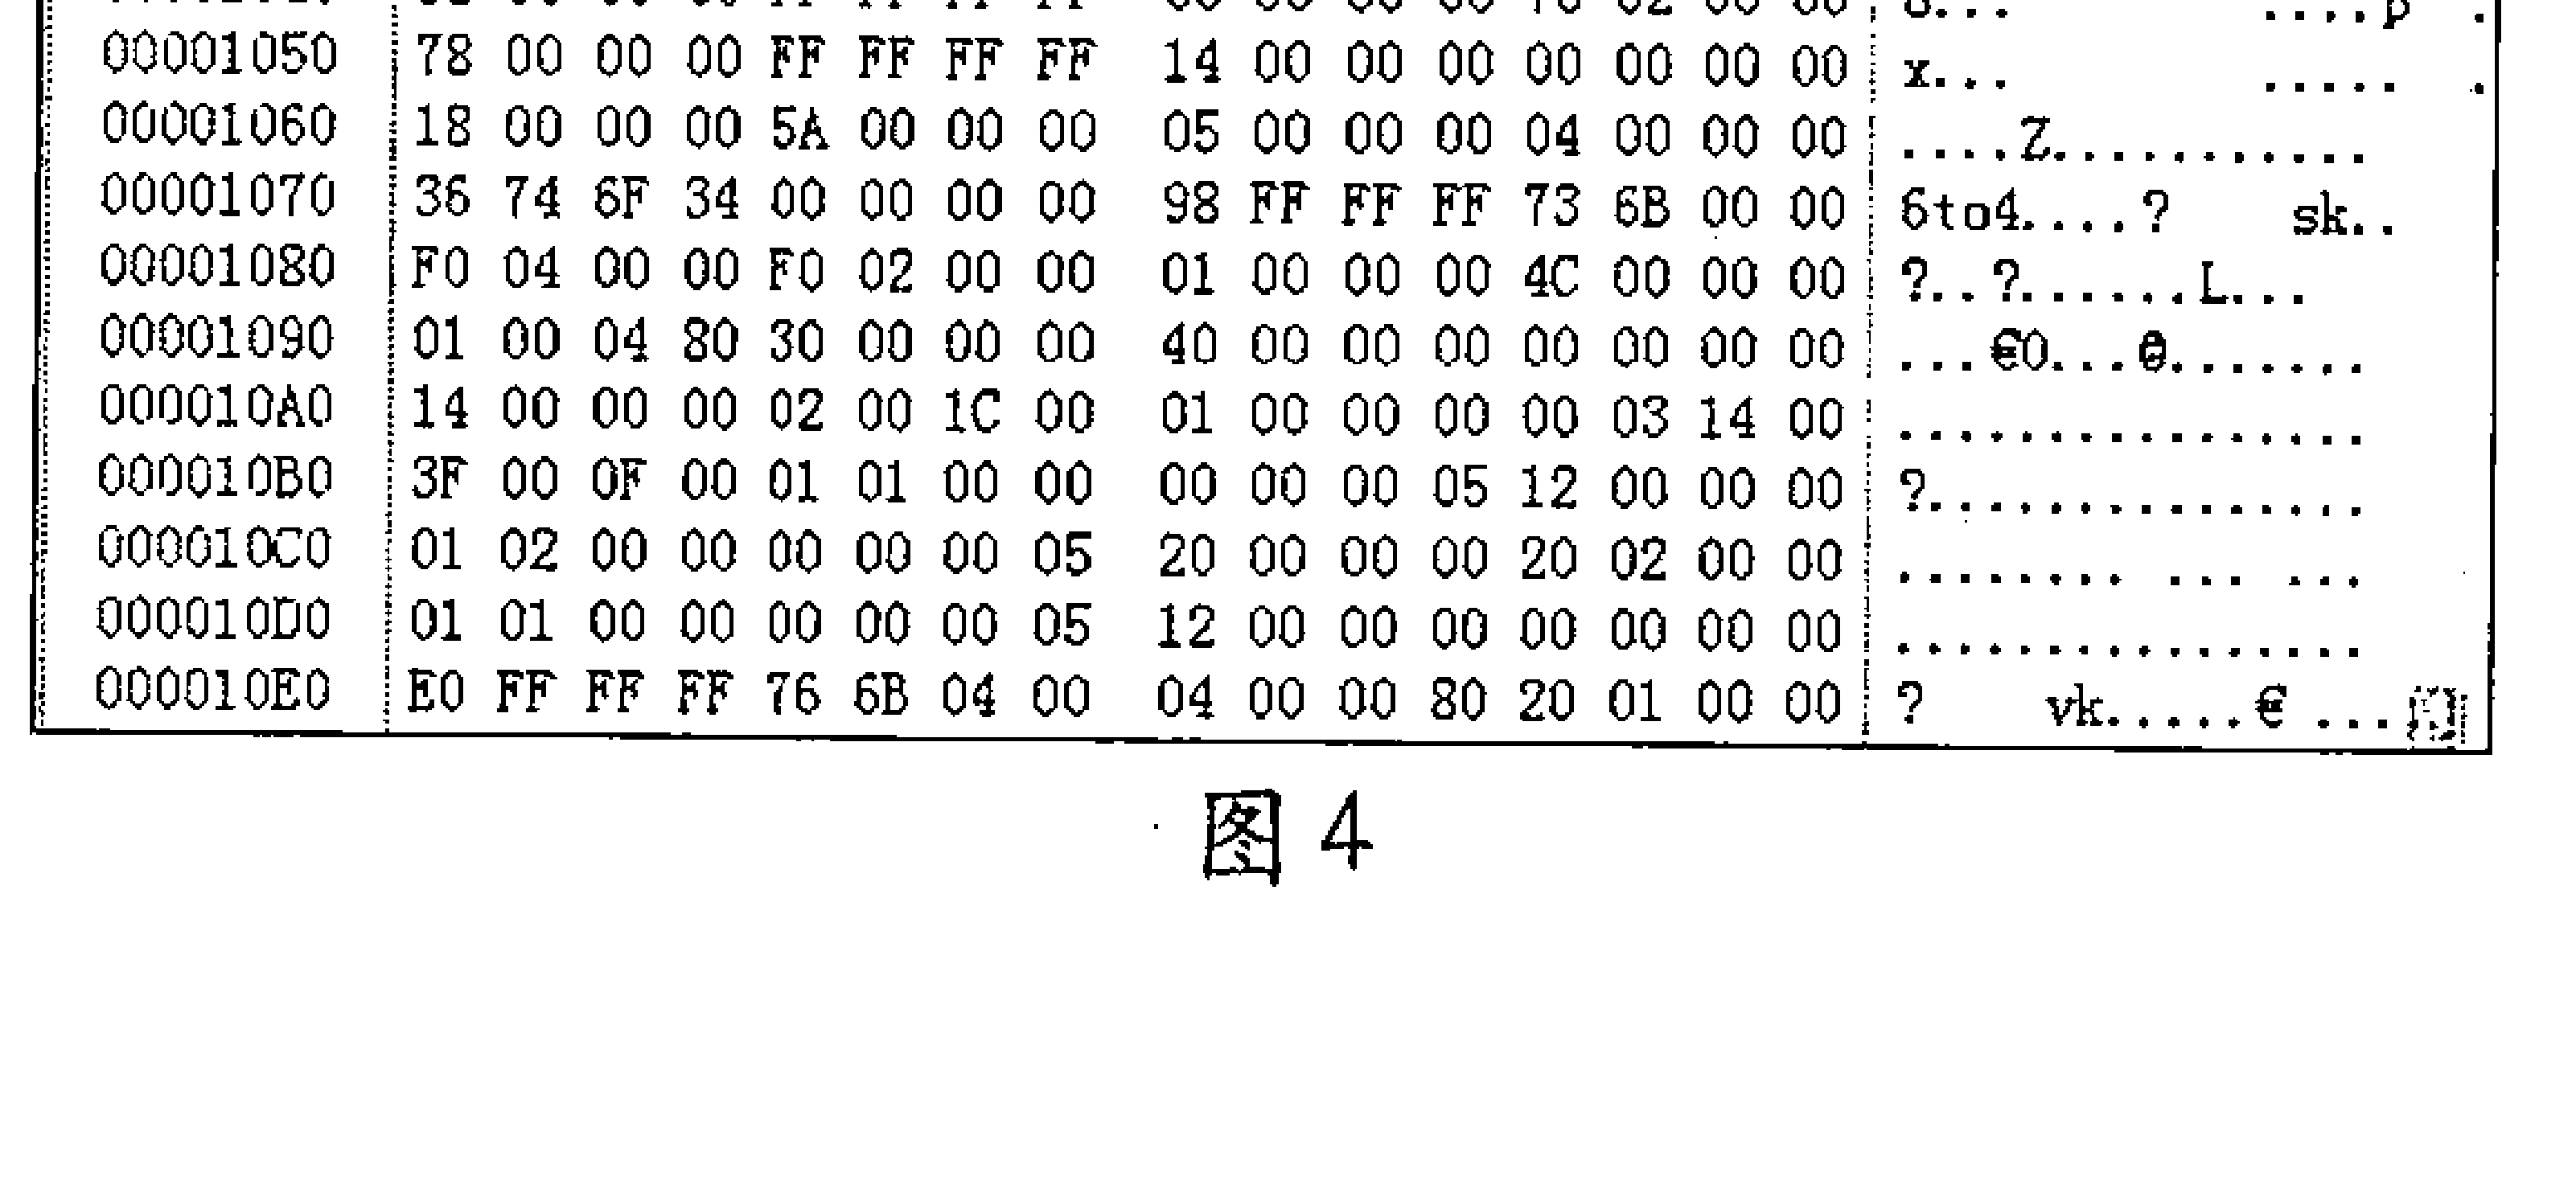 00001050 78 00 00 00 FF FF FF FF 14 00 00 00 00 00 00 00 x... ..... .
00001060 18 00 00 00 5A 00 00 00 05 00 00 00 04 00 00 00 ....Z...........
00001070 36 74 6F 34 00 00 00 00 98 FF FF FF 73 6B 00 00 6to4....? sk..
00001080 F0 04 00 00 F0 02 00 00 01 00 00 00 4C 00 00 00 ?..?......L...
00001090 01 00 04 80 30 00 00 00 40 00 00 00 00 00 00 00 ...€0...@.......
000010A0 14 00 00 00 02 00 1C 00 01 00 00 00 00 03 14 00 ................
000010B0 3F 00 0F 00 01 01 00 00 00 00 00 05 12 00 00 00 ?...............
000010C0 01 02 00 00 00 00 00 05 20 00 00 00 20 02 00 00 ........ ... ...
000010D0 01 01 00 00 00 00 00 05 12 00 00 00 00 00 00 00 ................
000010E0 E0 FF FF FF 76 6B 04 00 04 00 00 80 20 01 00 00 ? vk.....€ ...
图 4